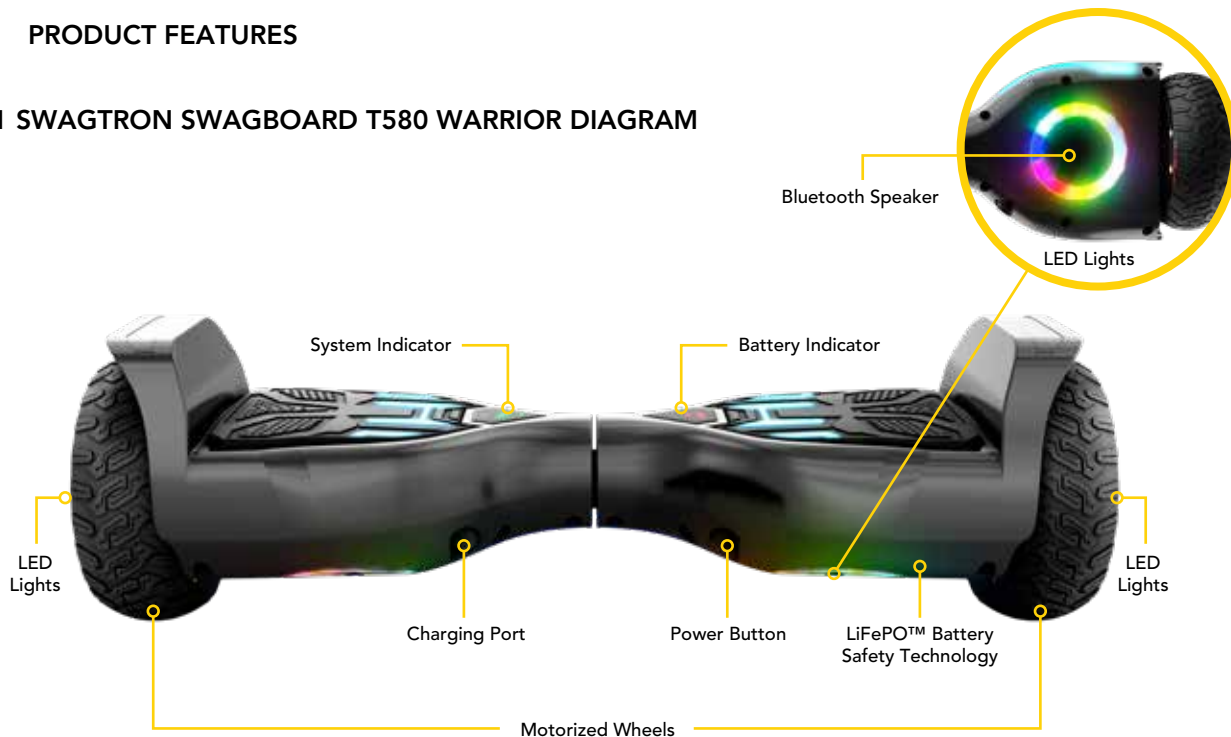 PRODUCT FEATURES
SWAGTRON SWAGBOARD T580 WARRIOR DIAGRAM
Bluetooth Speaker
LED Lights
System Indicator
Battery Indicator
LED
Lights
LED
Lights
Charging Port
Power Button
LiFePO™ Battery
Safety Technology
Motorized Wheels